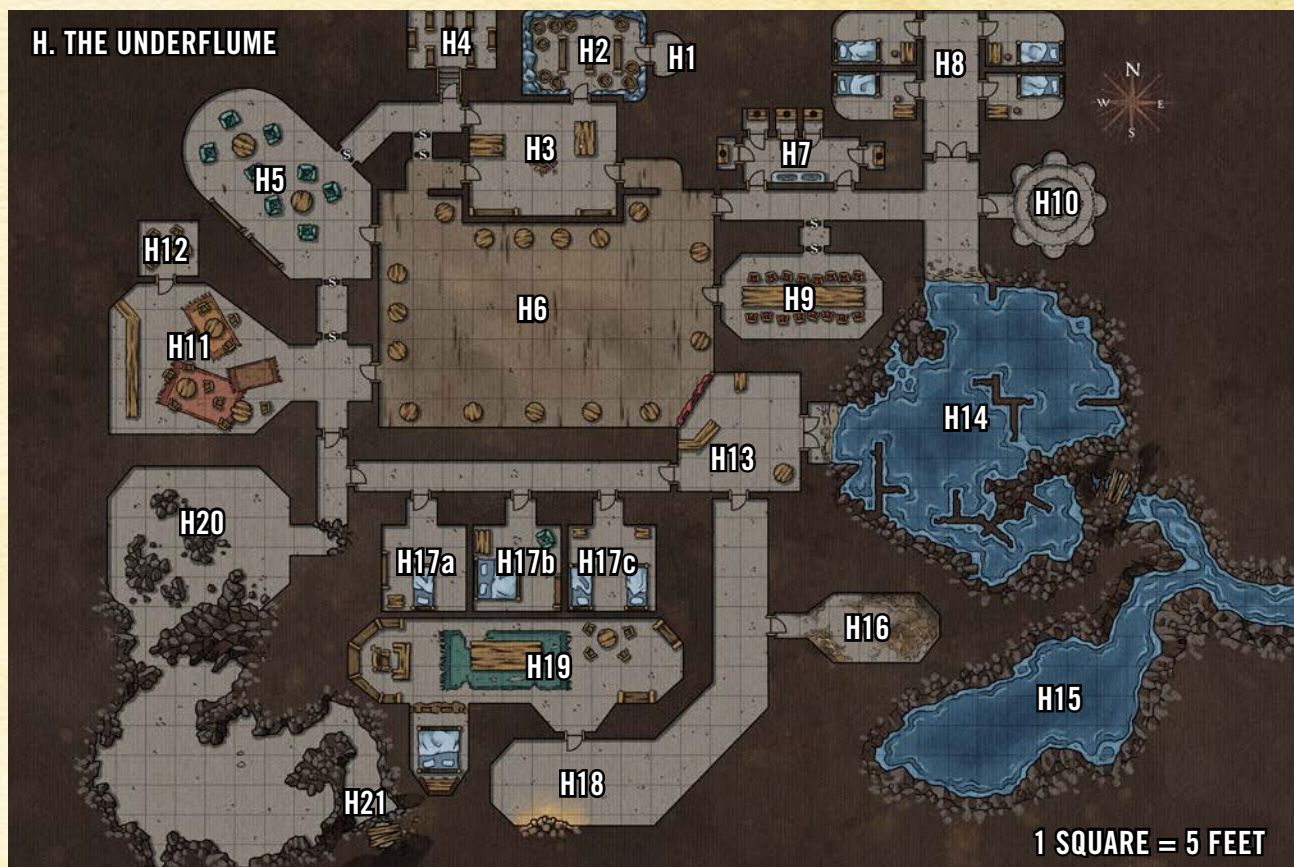 H. THE UNDERFLUME
H4
H2
H1
H8
N
W
E
S
S
S
S
H3
H7
H5
H10
H12
S
S
H6
H9
S
S
H11
H14
H13
H20
H17a
H17b
H17c
H16
H19
H15
H18
H21
1 SQUARE = 5 FEET